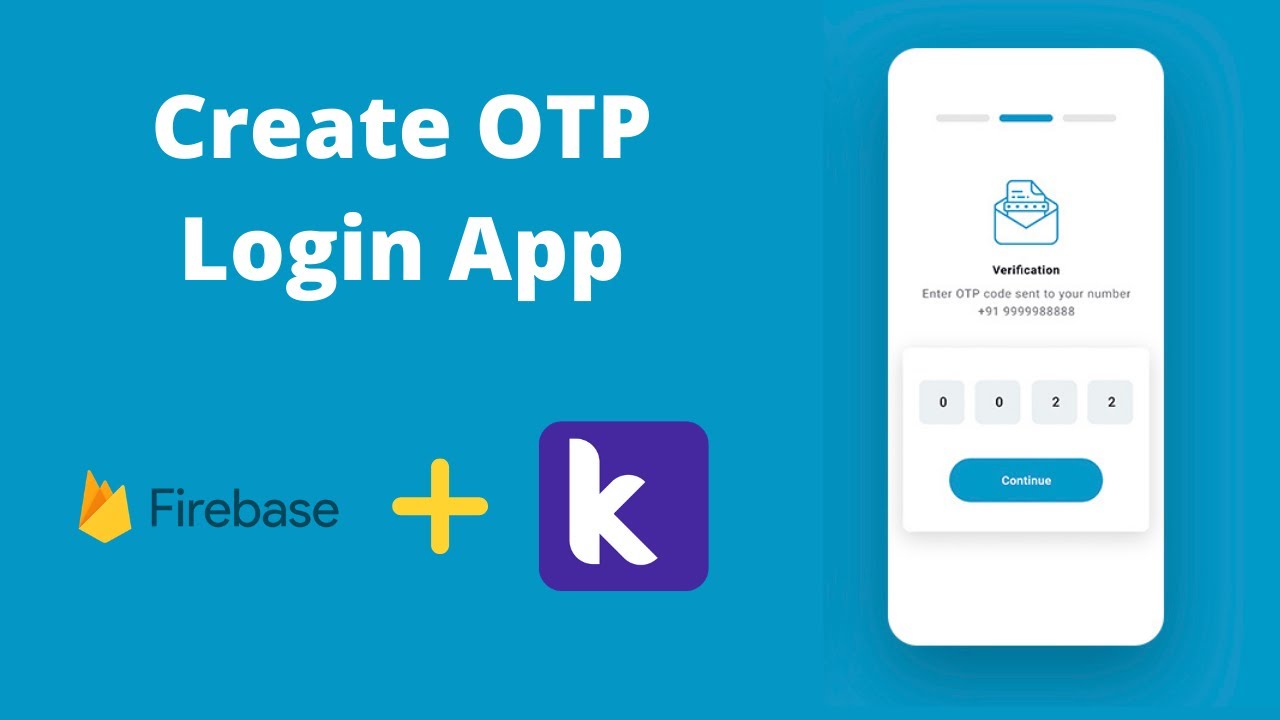 Create OTP
Login App
Firebase
k
Verification
Enter OTP code sent to your number
+91 9999988888
0 0 2 2
Continue